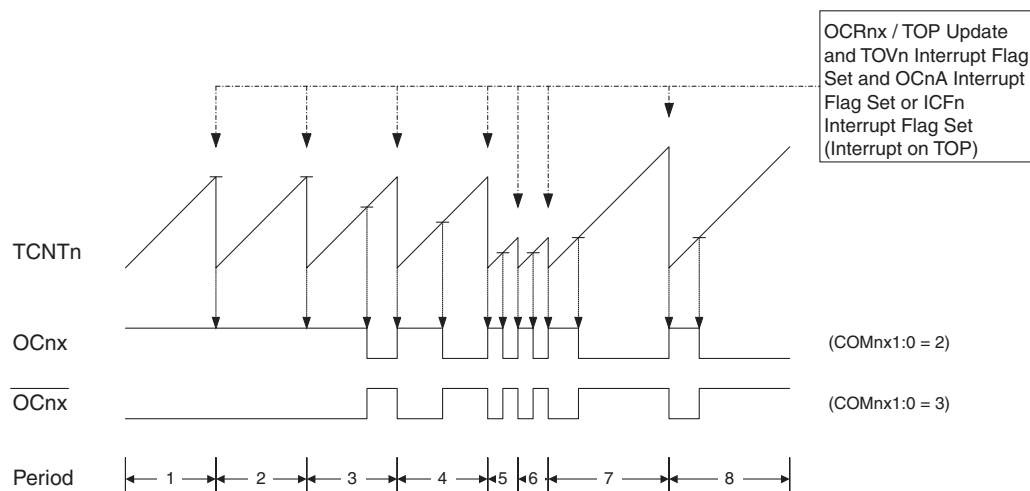 OCRnx / TOP Update
and TOVn Interrupt Flag
Set and OCnA Interrupt
Flag Set or ICFn
Interrupt Flag Set
(Interrupt on TOP)
TCNTn
OCnx
(COMnx1:0 = 2)
OCnx
(COMnx1:0 = 3)
Period 1 2 3 4 5 6 7 8